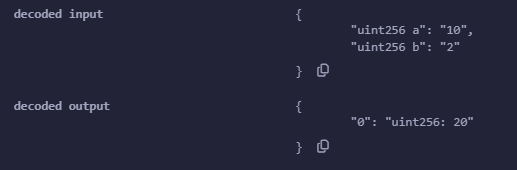 decoded input {
"uint256 a": "10",
"uint256 b": "2"
}
decoded output {
"0": "uint256: 20"
}